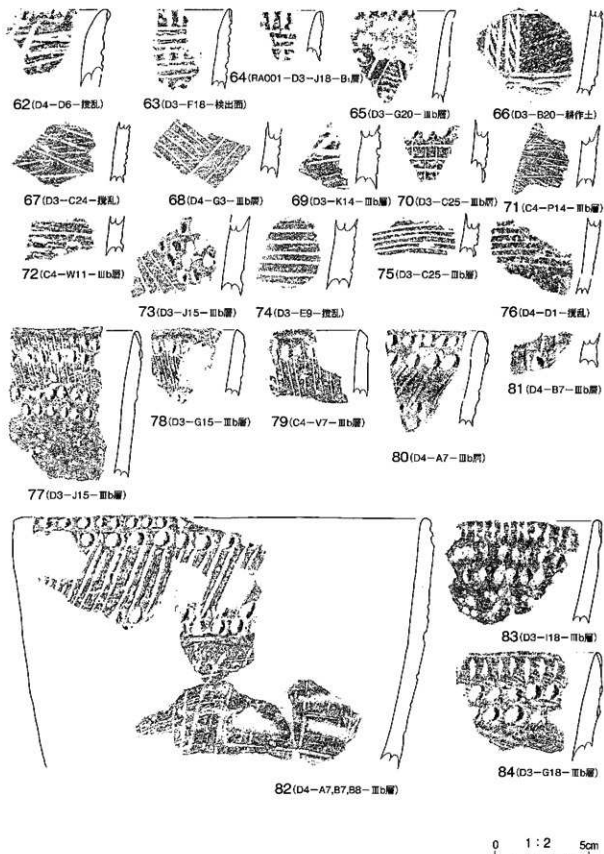 62(D4-D6-撹乱)
63(D3-F18-検出面)
64(RA001-D3-J18-B₁層)
65(D3-G20-Ⅲb層)
66(D3-B20-耕作土)
67(D3-C24-撹乱)
68(D4-G3-Ⅲb層)
69(D3-K14-Ⅲb層)
70(D3-C25-Ⅲb層)
71(C4-P14-Ⅲb層)
72(C4-W11-Ⅲb層)
73(D3-J15-Ⅲb層)
74(D3-E9-撹乱)
75(D3-C25-Ⅲb層)
76(D4-D1-撹乱)
77(D3-J15-Ⅲb層)
78(D3-G15-Ⅲb層)
79(C4-V7-Ⅲb層)
80(D4-A7-Ⅲb層)
81(D4-B7-Ⅲb層)
82(D4-A7,B7,B8-Ⅲb層)
83(D3-I18-Ⅲb層)
84(D3-G18-Ⅲb層)
0 1:2 5cm